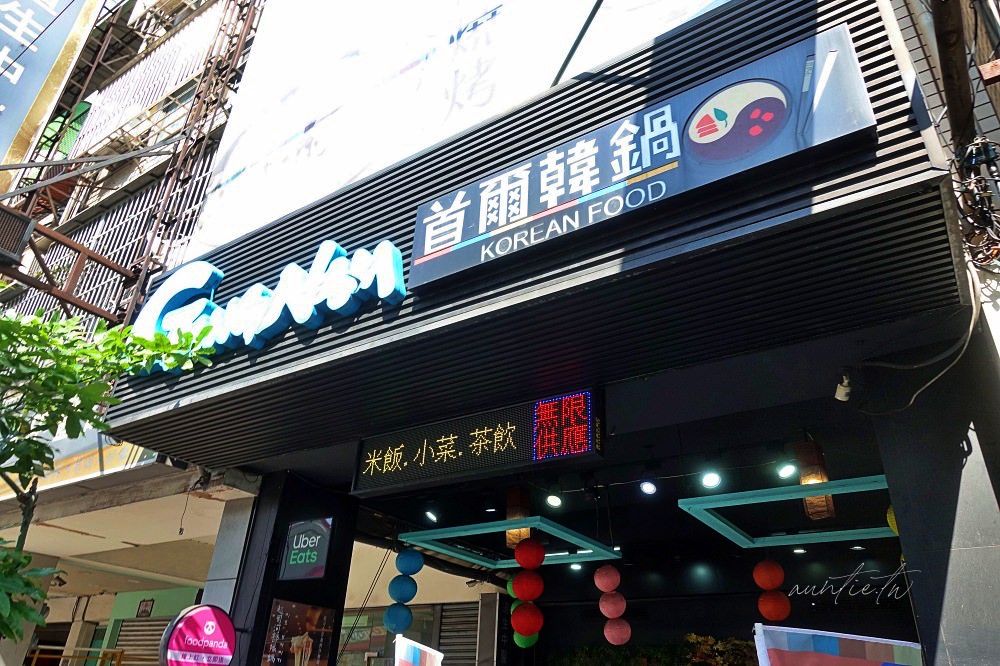 首爾韓鍋
KOREAN FOOD
GangNam
米飯.小菜.茶飲
無限
供應
Uber
Eats
foodpanda
auntie.tw